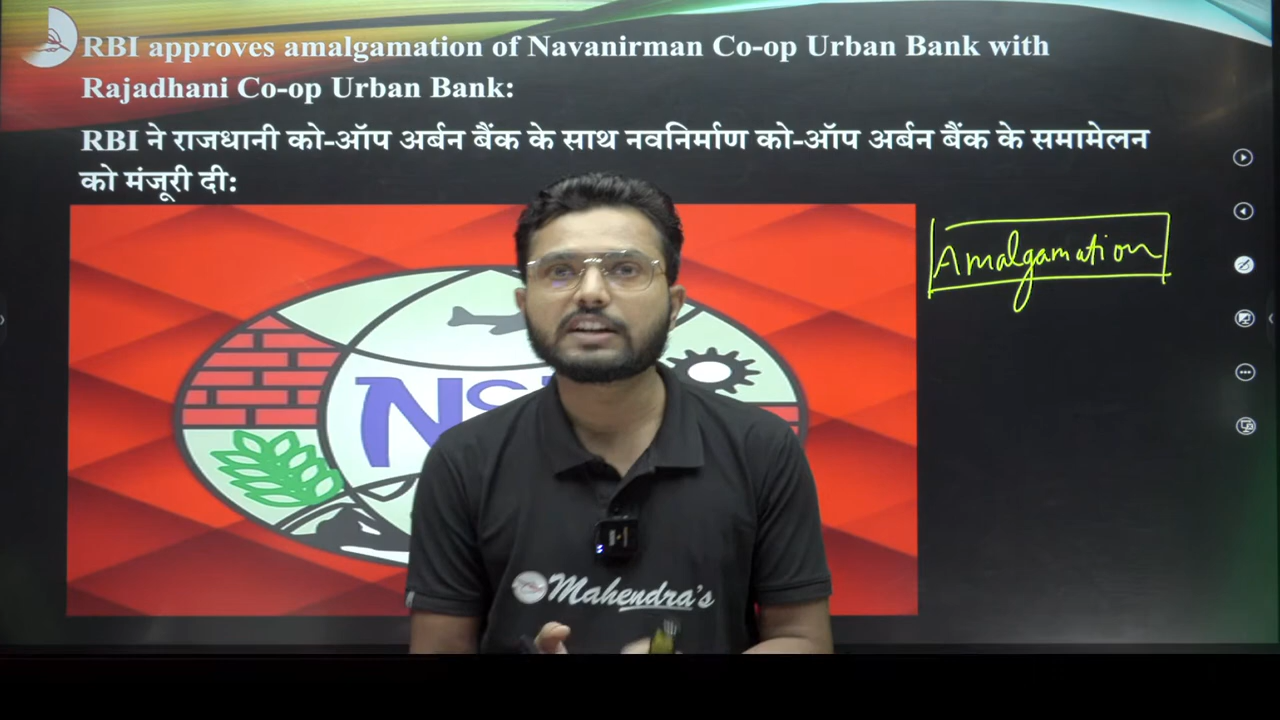 RBI approves amalgamation of Navanirman Co-op Urban Bank with
Rajadhani Co-op Urban Bank:
RBI ने राजधानी को-ऑप अर्बन बैंक के साथ नवनिर्माण को-ऑप अर्बन बैंक के समामेलन
को मंजूरी दी:
Amalgamation
Mahendra's